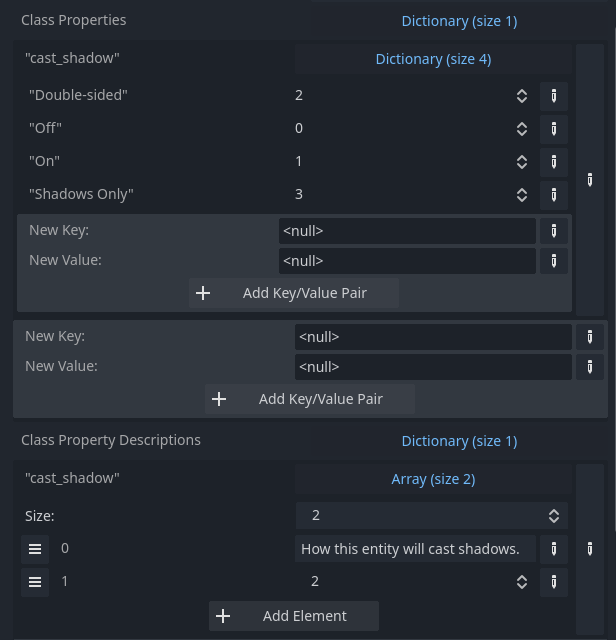 Class Properties Dictionary (size 1)
"cast_shadow" Dictionary (size 4)
"Double-sided" 2
"Off" 0
"On" 1
"Shadows Only" 3
New Key: <null>
New Value: <null>
Add Key/Value Pair
New Key: <null>
New Value: <null>
Add Key/Value Pair
Class Property Descriptions Dictionary (size 1)
"cast_shadow" Array (size 2)
Size: 2
0 How this entity will cast shadows.
1 2
Add Element